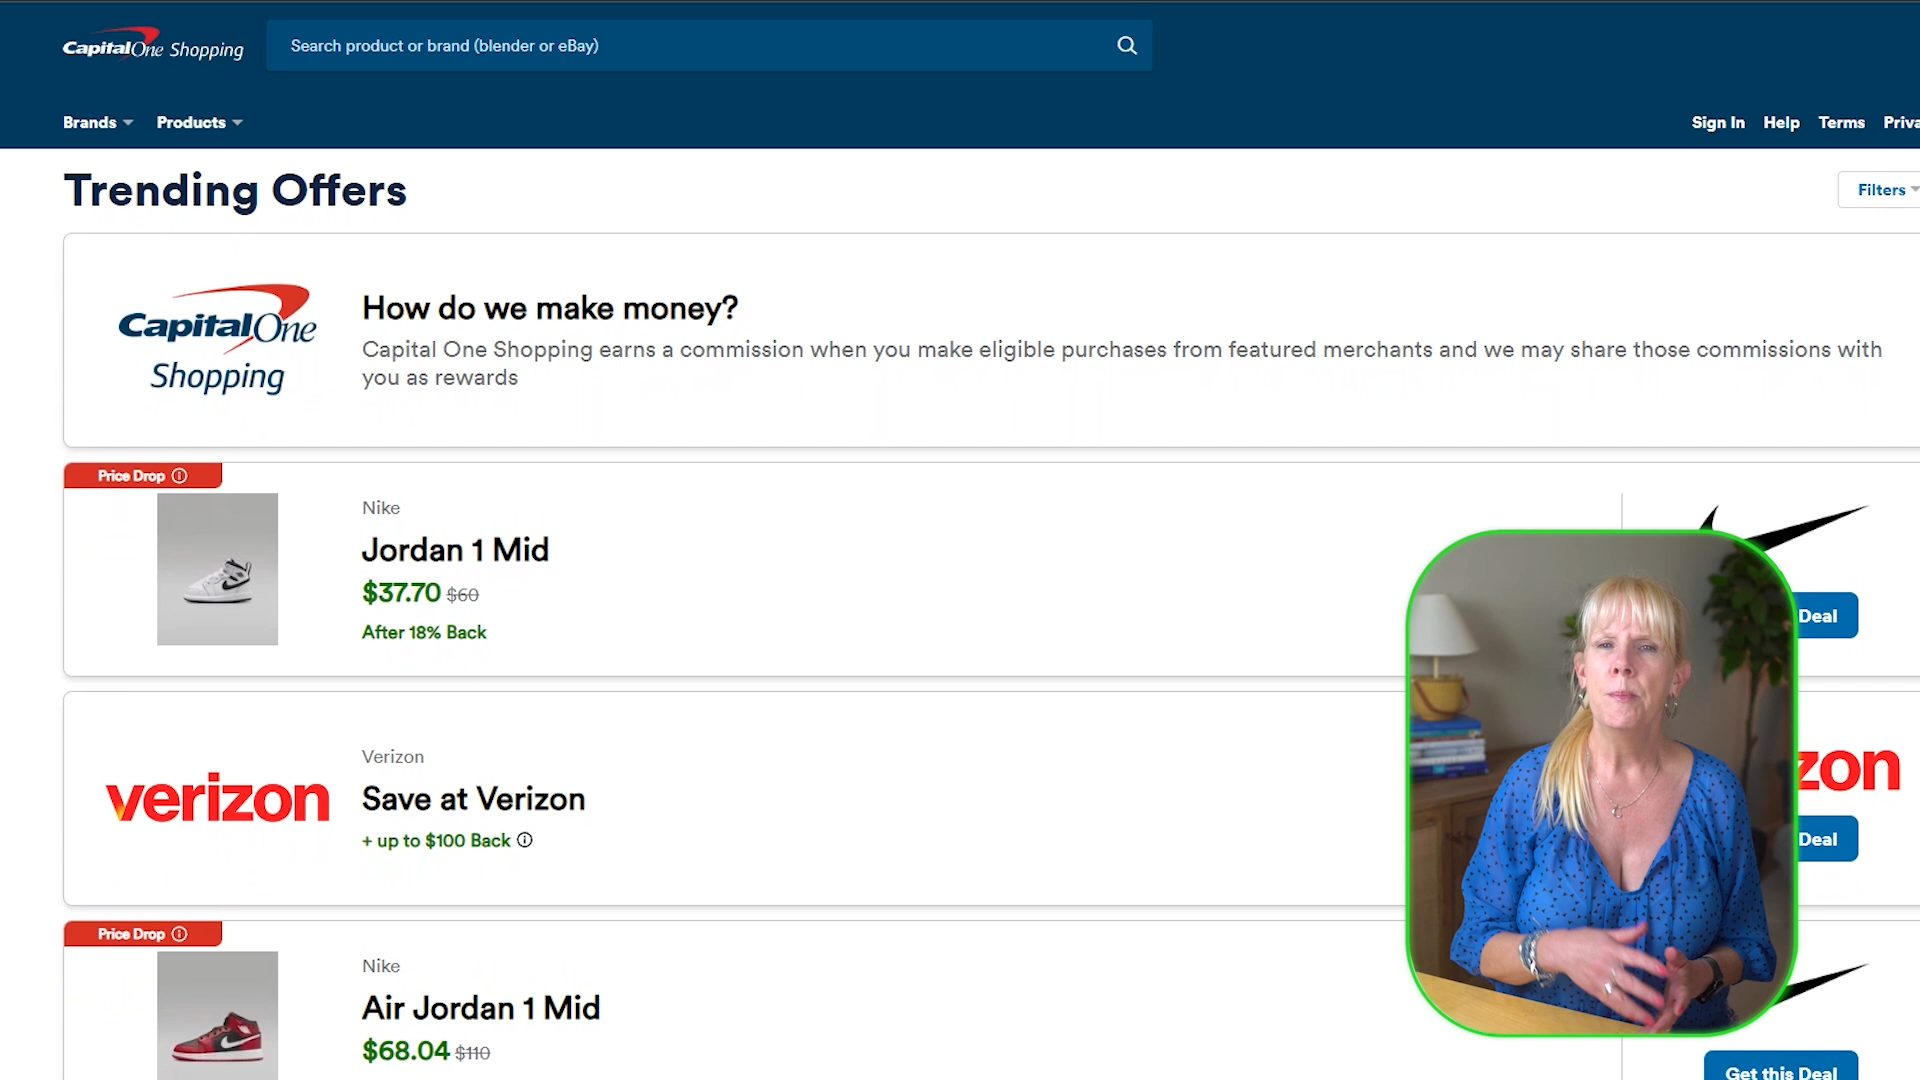 CapitalOne Shopping
Search product or brand (blender or eBay)
Brands Products
Sign In Help Terms Priva
Trending Offers
Filters
CapitalOne
Shopping
How do we make money?
Capital One Shopping earns a commission when you make eligible purchases from featured merchants and we may share those commissions with
you as rewards
Price Drop
Nike
Jordan 1 Mid
$37.70 $60
After 18% Back
Deal
verizon
Verizon
Save at Verizon
+ up to $100 Back
zon
Deal
Price Drop
Nike
Air Jordan 1 Mid
$68.04 $110
Get this Deal